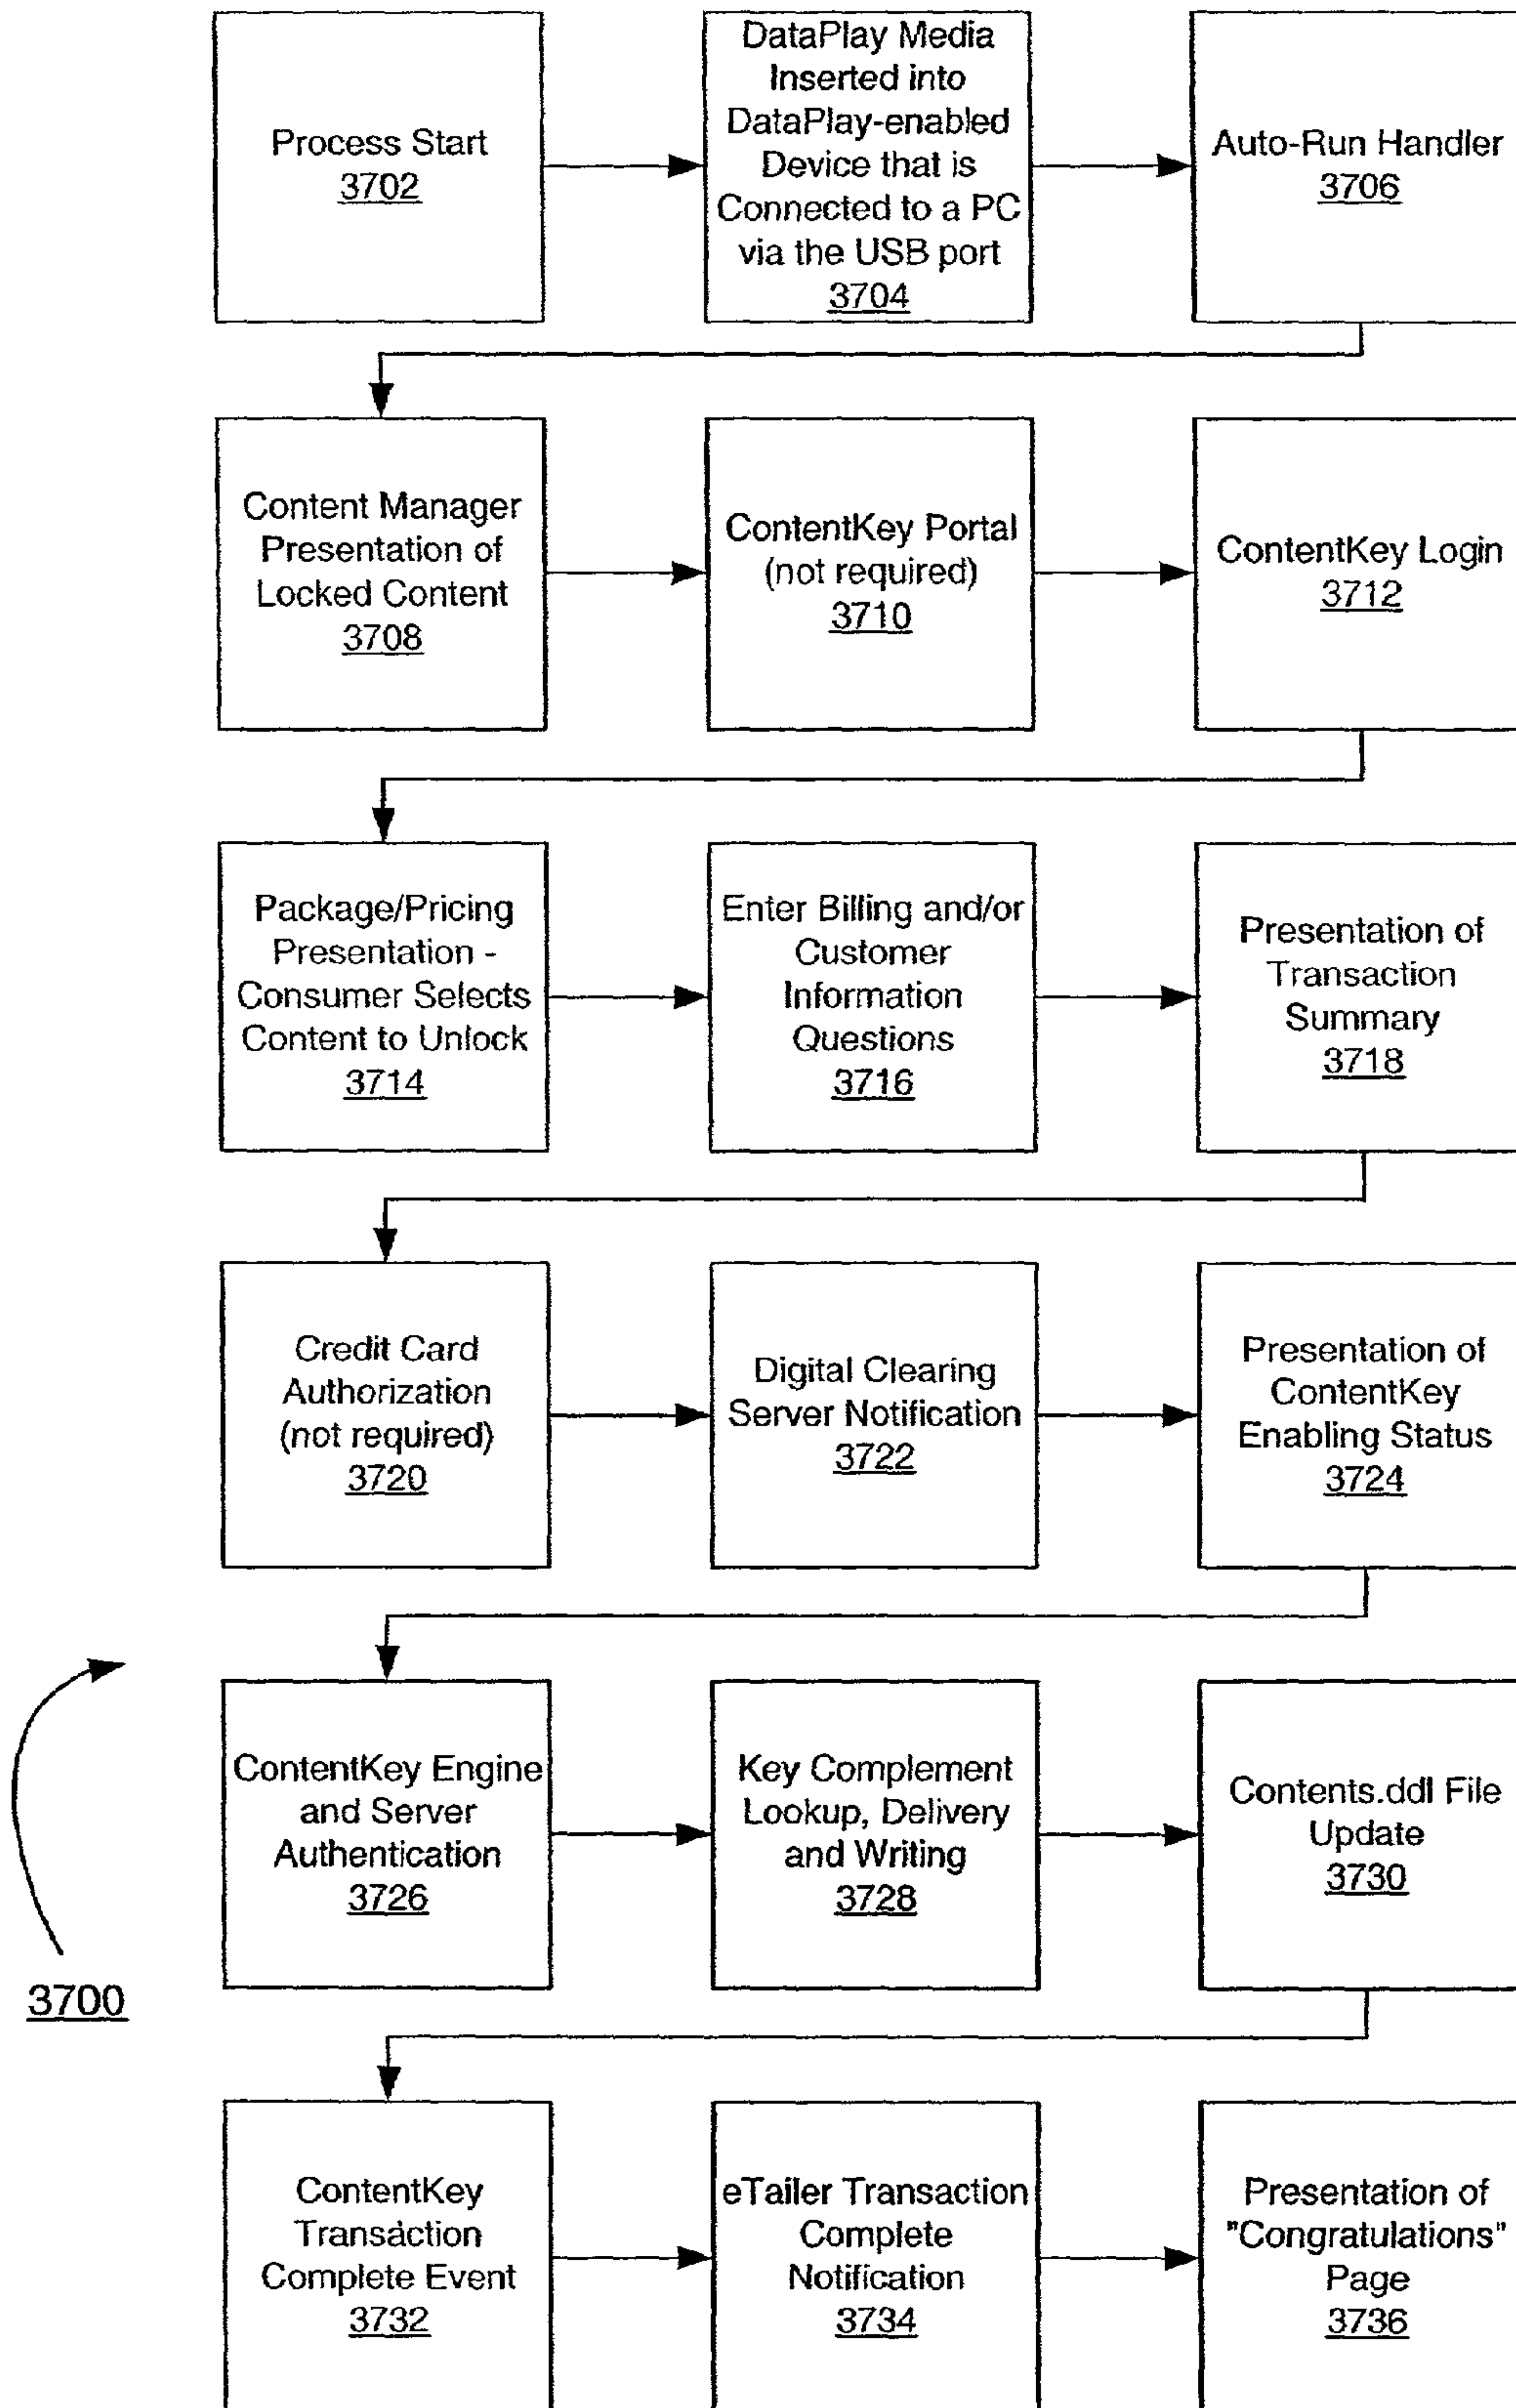 Process Start
3702
DataPlay Media
Inserted into
DataPlay-enabled
Device that is
Connected to a PC
via the USB port
3704
Auto-Run Handler
3706
Content Manager
Presentation of
Locked Content
3708
ContentKey Portal
(not required)
3710
ContentKey Login
3712
Package/Pricing
Presentation -
Consumer Selects
Content to Unlock
3714
Enter Billing and/or
Customer
Information
Questions
3716
Presentation of
Transaction
Summary
3718
Credit Card
Authorization
(not required)
3720
Digital Clearing
Server Notification
3722
Presentation of
ContentKey
Enabling Status
3724
ContentKey Engine
and Server
Authentication
3726
Key Complement
Lookup, Delivery
and Writing
3728
Contents.ddl File
Update
3730
3700
ContentKey
Transaction
Complete Event
3732
eTailer Transaction
Complete
Notification
3734
Presentation of
"Congratulations"
Page
3736